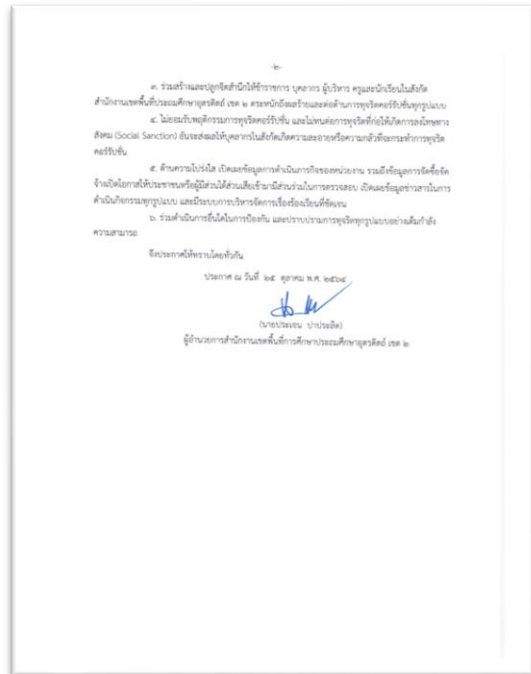 -๒-
๓. ร่วมสร้างและปลูกจิตสำนึกให้ข้าราชการ บุคลากร ผู้บริหาร ครูและนักเรียนในสังกัด
สำนักงานเขตพื้นที่ประถมศึกษาอุตรดิตถ์ เขต ๒ ตระหนักถึงผลร้ายและต่อต้านการทุจริตคอร์รัปชั่นทุกรูปแบบ
๔. ไม่ยอมรับพฤติกรรมการทุจริตคอร์รัปชั่น และไม่ทนต่อการทุจริตที่ก่อให้เกิดการลงโทษทาง
สังคม (Social Sanction) อันจะส่งผลให้บุคลากรในสังกัดเกิดความละอายหรือความกลัวที่จะกระทำการทุจริต
คอร์รัปชั่น
๕. ด้านความโปร่งใส เปิดเผยข้อมูลการดำเนินภารกิจของหน่วยงาน รวมถึงข้อมูลการจัดซื้อจัด
จ้างเปิดโอกาสให้ประชาชนหรือผู้มีส่วนได้ส่วนเสียเข้ามามีส่วนร่วมในการตรวจสอบ เปิดเผยข้อมูลข่าวสารในการ
ดำเนินกิจกรรมทุกรูปแบบ และมีระบบการบริหารจัดการเรื่องร้องเรียนที่ชัดเจน
๖. ร่วมดำเนินการอื่นใดในการป้องกัน และปราบปรามการทุจริตทุกรูปแบบอย่างเต็มกำลัง
ความสามารถ
จึงประกาศให้ทราบโดยทั่วกัน
ประกาศ ณ วันที่ ๒๕ ตุลาคม พ.ศ. ๒๕๖๔
(นายประเจน ปาประลิต)
ผู้อำนวยการสำนักงานเขตพื้นที่การศึกษาประถมศึกษาอุตรดิตถ์ เขต ๒